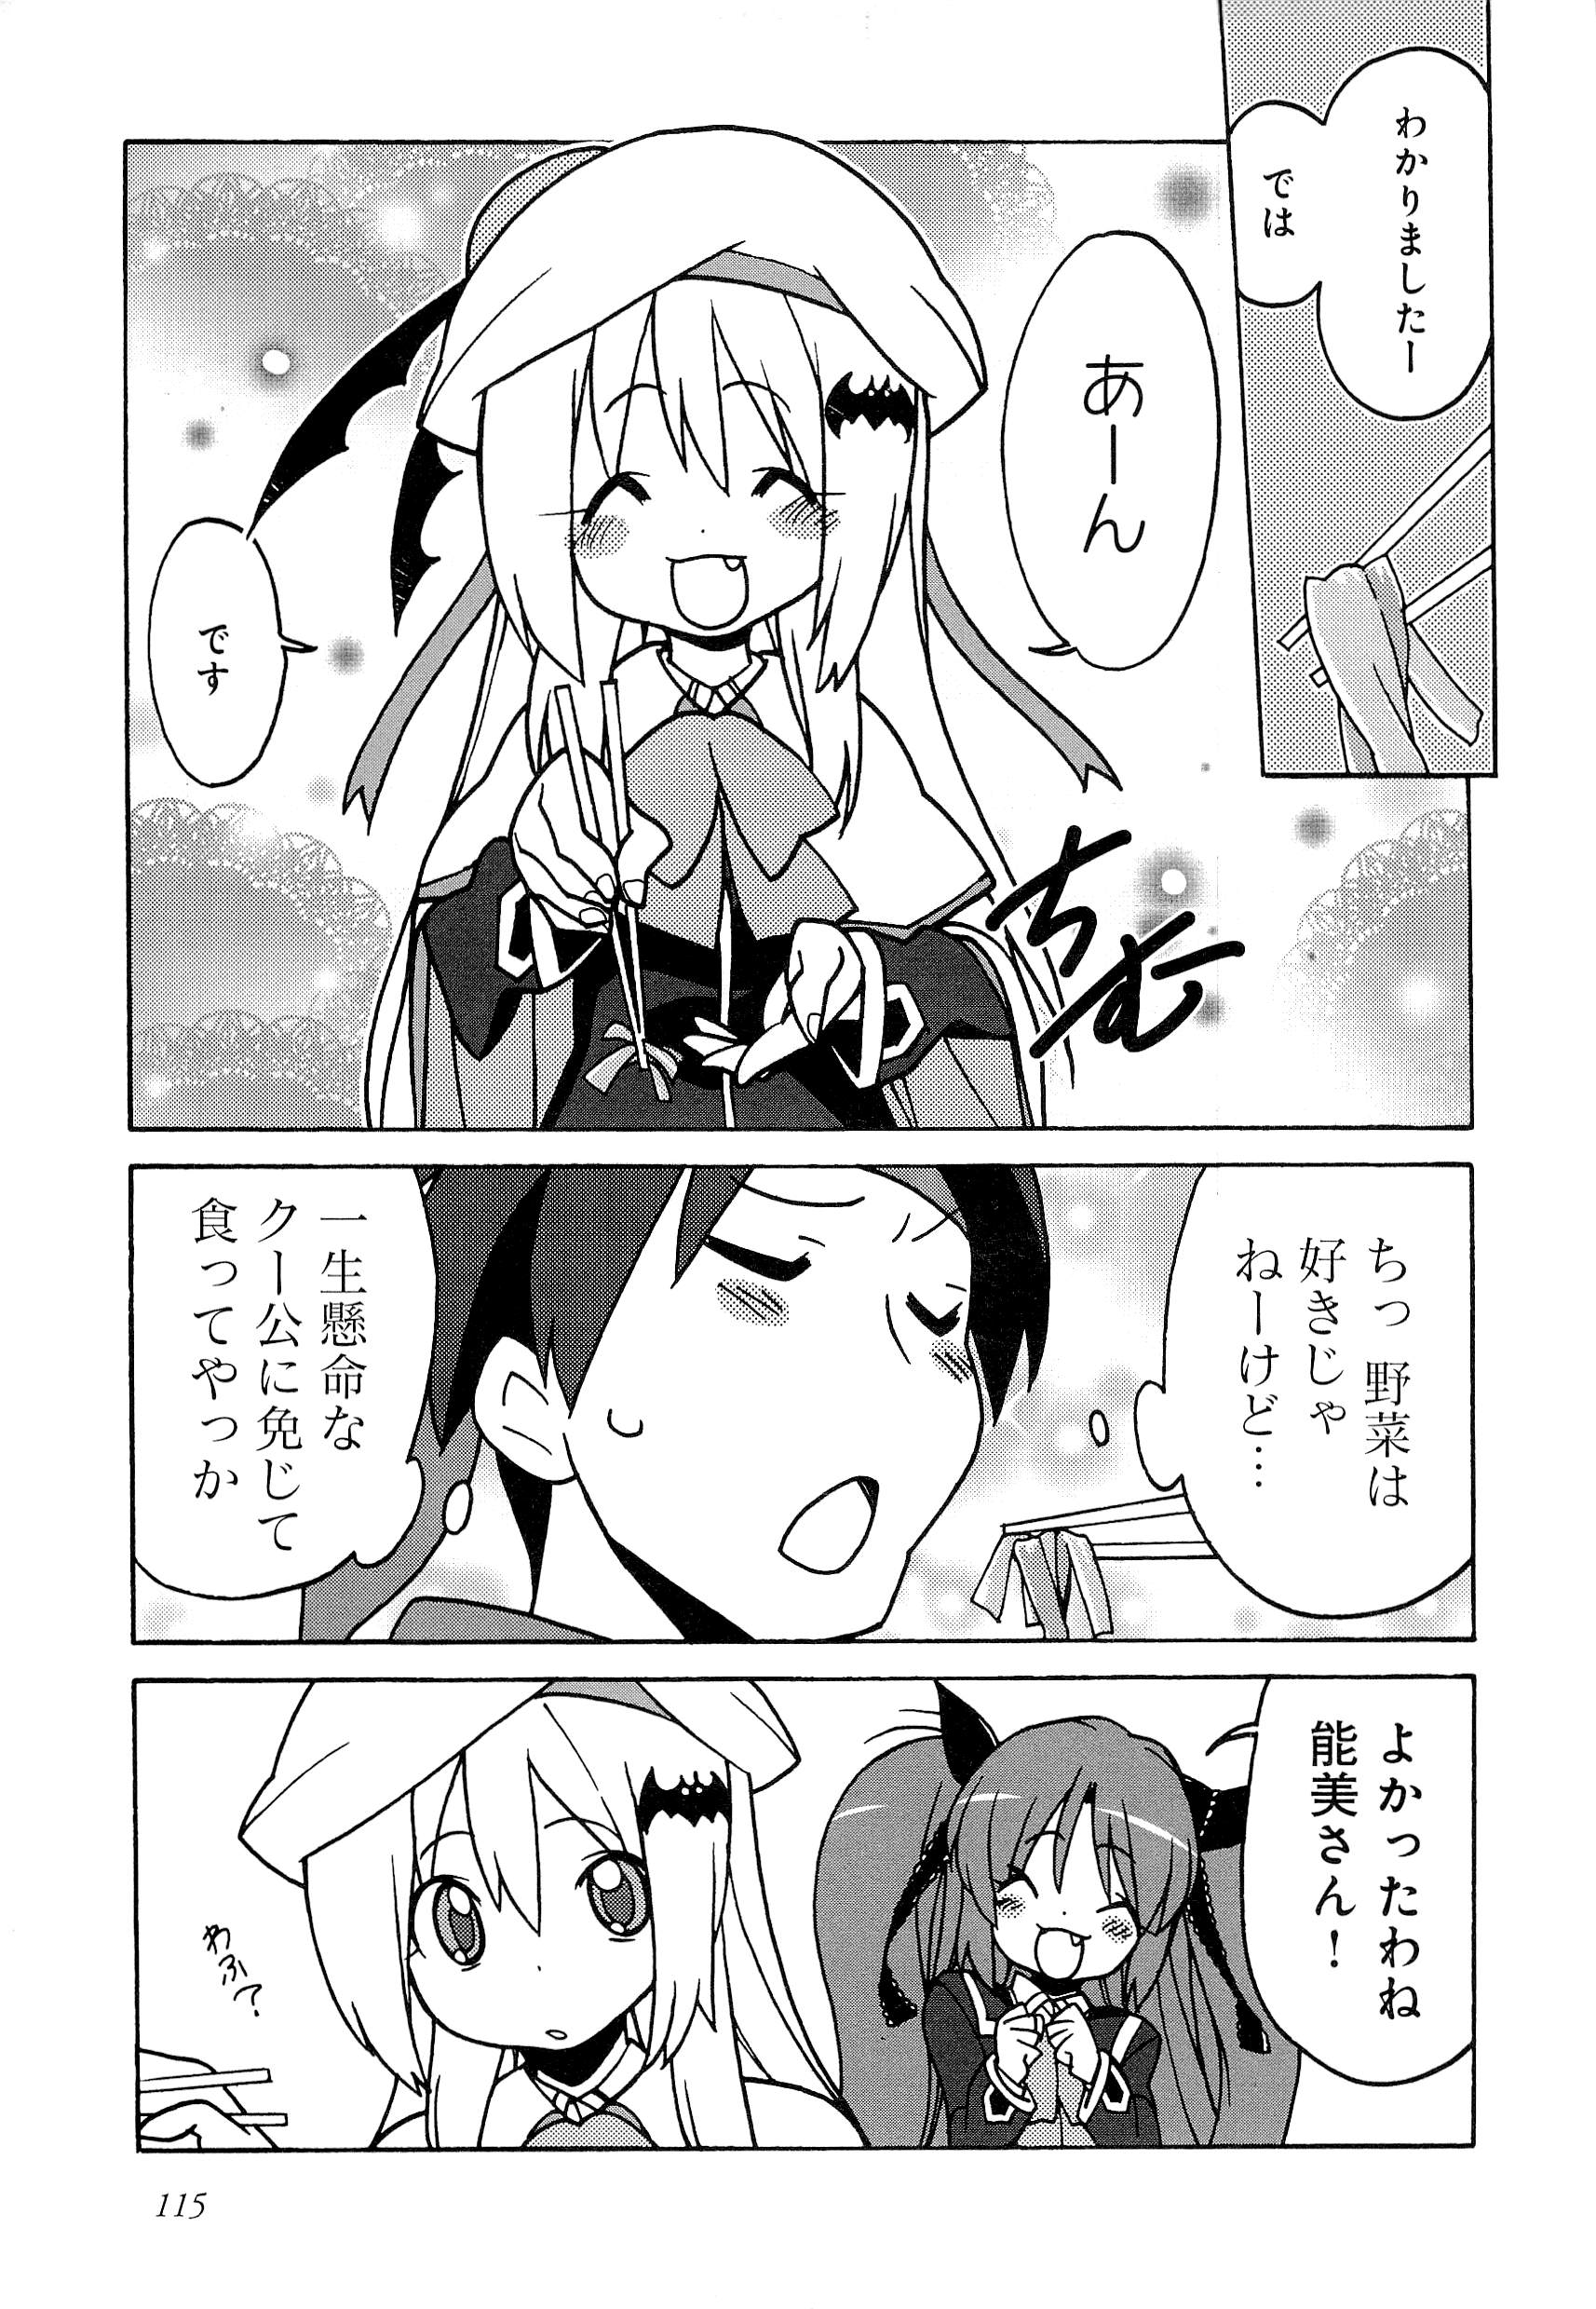 わかりましたー
では
あーん
です
ちむ
ちっ 野菜は
好きじゃ
ねーけど…
一生懸命な
クー公に免じて
食ってやっか
よかったわね
能美さん！
わふ？
115